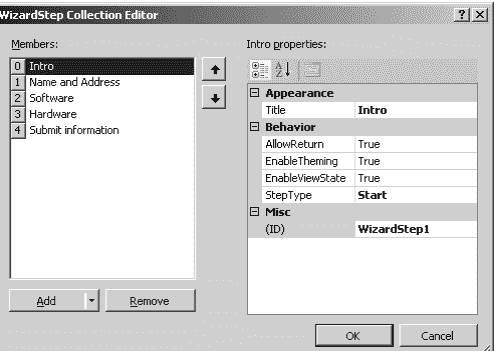 WizardStep Collection Editor
? X
Members:
0 Intro
1 Name and Address
2 Software
3 Hardware
4 Submit information
Add
Remove
Intro properties:
Appearance
Title Intro
Behavior
AllowReturn True
EnableTheming True
EnableViewState True
StepType Start
Misc
(ID) WizardStep1
OK
Cancel